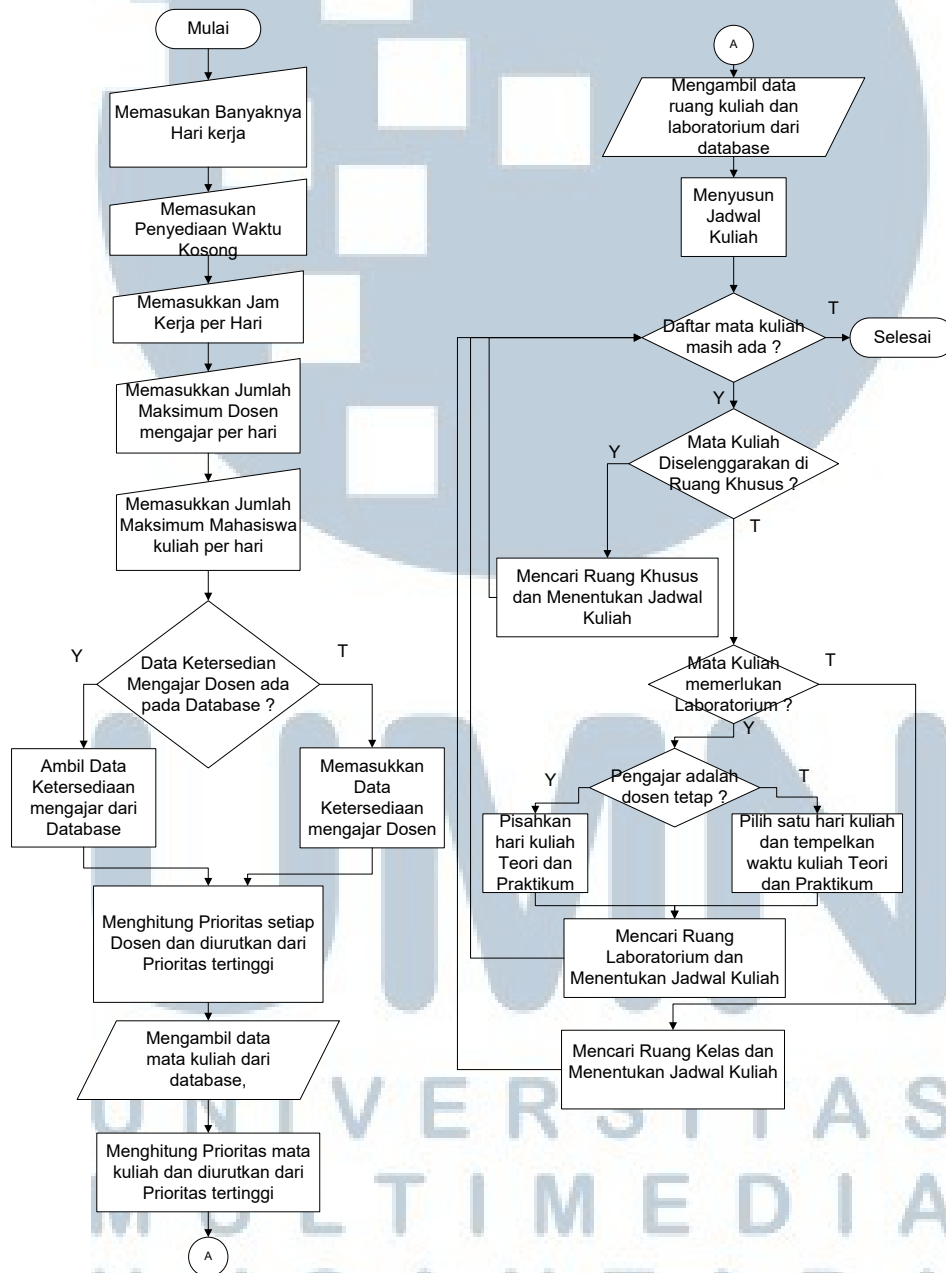 Mulai
Memasukan Banyaknya
Hari kerja
Memasukan
Penyediaan Waktu
Kosong
Memasukkan Jam
Kerja per Hari
Memasukkan Jumlah
Maksimum Dosen
mengajar per hari
Memasukkan Jumlah
Maksimum Mahasiswa
kuliah per hari
Y
T
Data Ketersedian
Mengajar Dosen ada
pada Database ?
Ambil Data
Ketersediaan
mengajar dari
Database
Memasukkan
Data
Ketersediaan
mengajar Dosen
Menghitung Prioritas setiap
Dosen dan diurutkan dari
Prioritas tertinggi
Mengambil data
mata kuliah dari
database,
Menghitung Prioritas mata
kuliah dan diurutkan dari
Prioritas tertinggi
A
A
Mengambil data
ruang kuliah dan
laboratorium dari
database
Menyusun
Jadwal
Kuliah
Daftar mata kuliah
masih ada ?
T
Selesai
Y
Mata Kuliah
Diselenggarakan di
Ruang Khusus ?
Y
T
Mencari Ruang Khusus
dan Menentukan Jadwal
Kuliah
Mata Kuliah
memerlukan
Laboratorium ?
T
Y
Pengajar adalah
dosen tetap ?
Y
T
Pisahkan
hari kuliah
Teori dan
Praktikum
Pilih satu hari kuliah
dan tempelkan
waktu kuliah Teori
dan Praktikum
Mencari Ruang
Laboratorium dan
Menentukan Jadwal Kuliah
Mencari Ruang Kelas dan
Menentukan Jadwal Kuliah
UMN
UNIVERSITAS
MULTIMEDIA